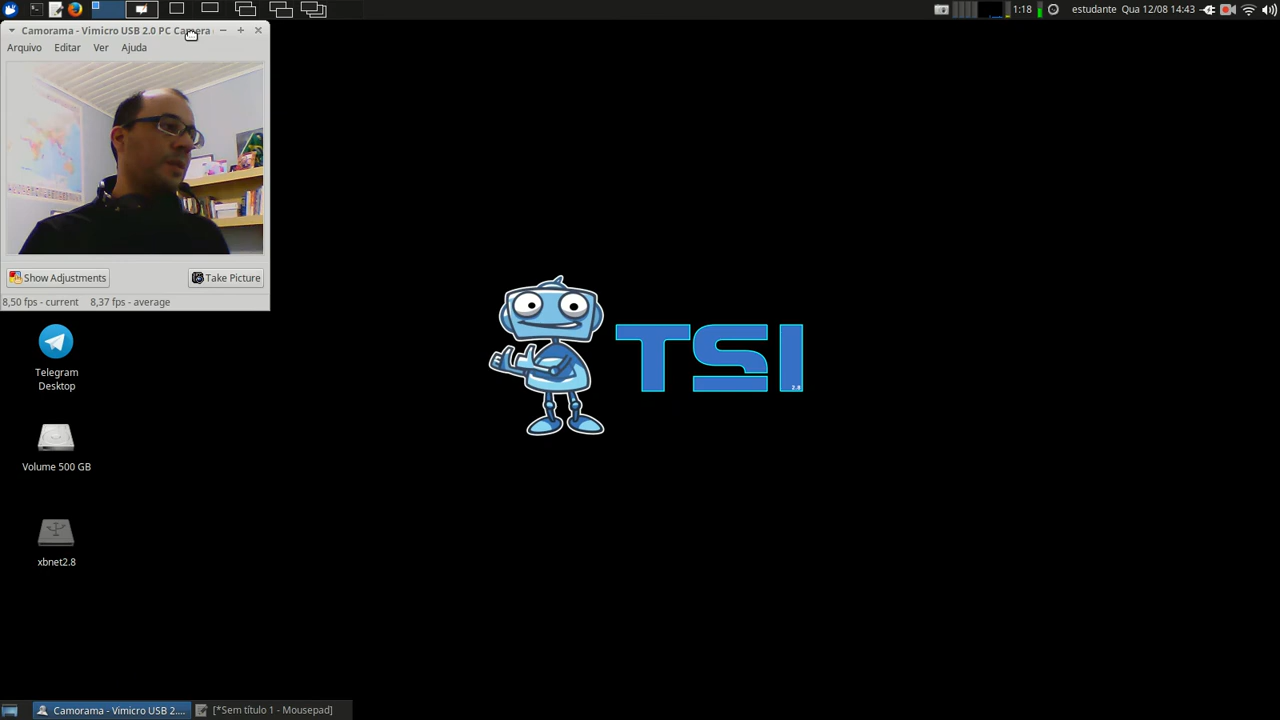 1:18
estudante Qua 12/08 14:43
Camorama - Vimicro USB 2.0 PC Camera
Arquivo Editar Ver Ajuda
Show Adjustments Take Picture
8,50 fps - current 8,37 fps - average
TSI
2.8
Telegram
Desktop
Volume 500 GB
xbnet2.8
Camorama - Vimicro USB 2.... [*Sem título 1 - Mousepad]